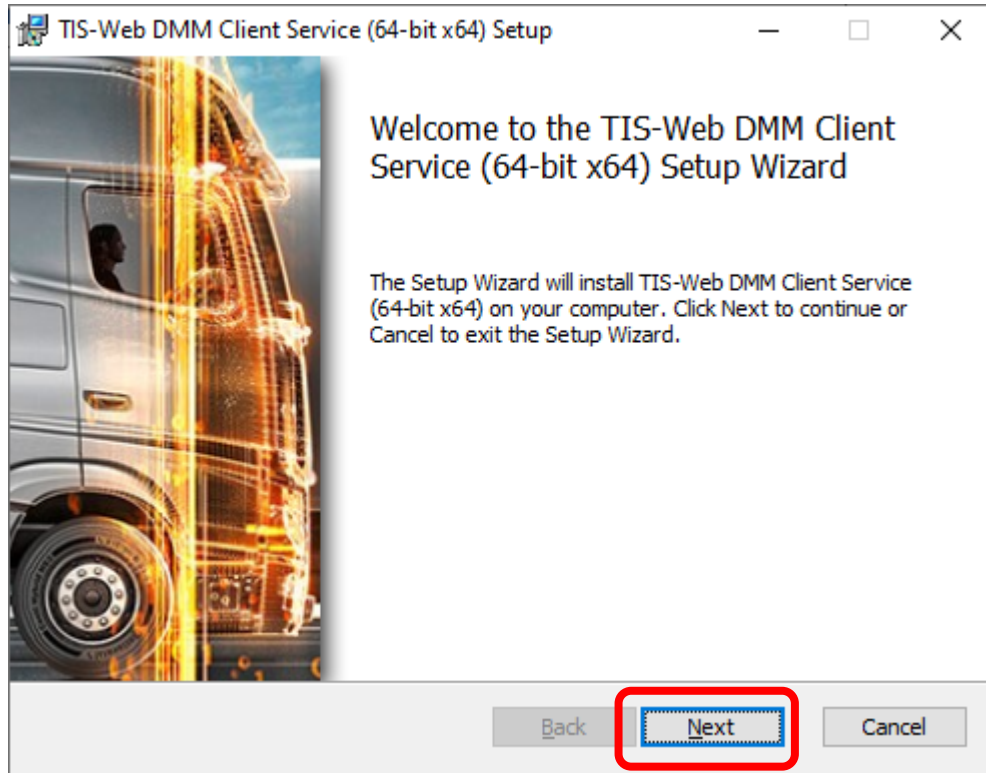 TIS-Web DMM Client Service (64-bit x64) Setup
Welcome to the TIS-Web DMM Client
Service (64-bit x64) Setup Wizard
The Setup Wizard will install TIS-Web DMM Client Service
(64-bit x64) on your computer. Click Next to continue or
Cancel to exit the Setup Wizard.
Back Next Cancel